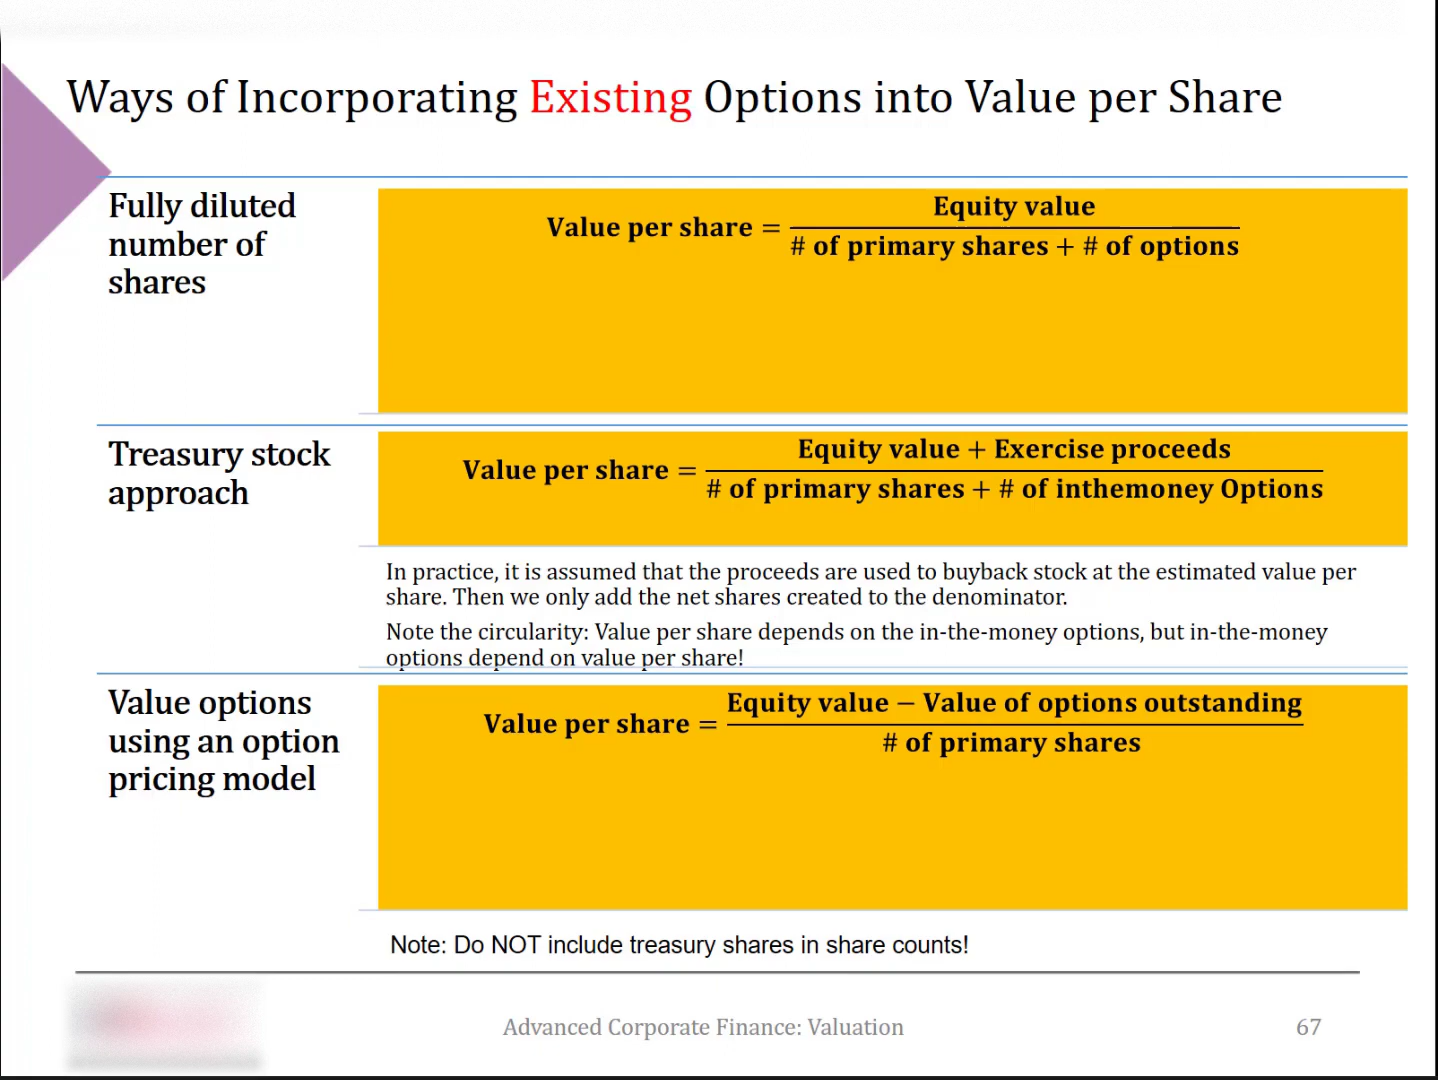 Ways of Incorporating Existing Options into Value per Share
Fully diluted
number of
shares
Value per share = Equity value
# of primary shares + # of options
Treasury stock
approach
Value per share = Equity value + Exercise proceeds
# of primary shares + # of inthemoney Options
In practice, it is assumed that the proceeds are used to buyback stock at the estimated value per
share. Then we only add the net shares created to the denominator.
Note the circularity: Value per share depends on the in-the-money options, but in-the-money
options depend on value per share!
Value options
using an option
pricing model
Value per share = Equity value − Value of options outstanding
# of primary shares
Note: Do NOT include treasury shares in share counts!
Advanced Corporate Finance: Valuation
67